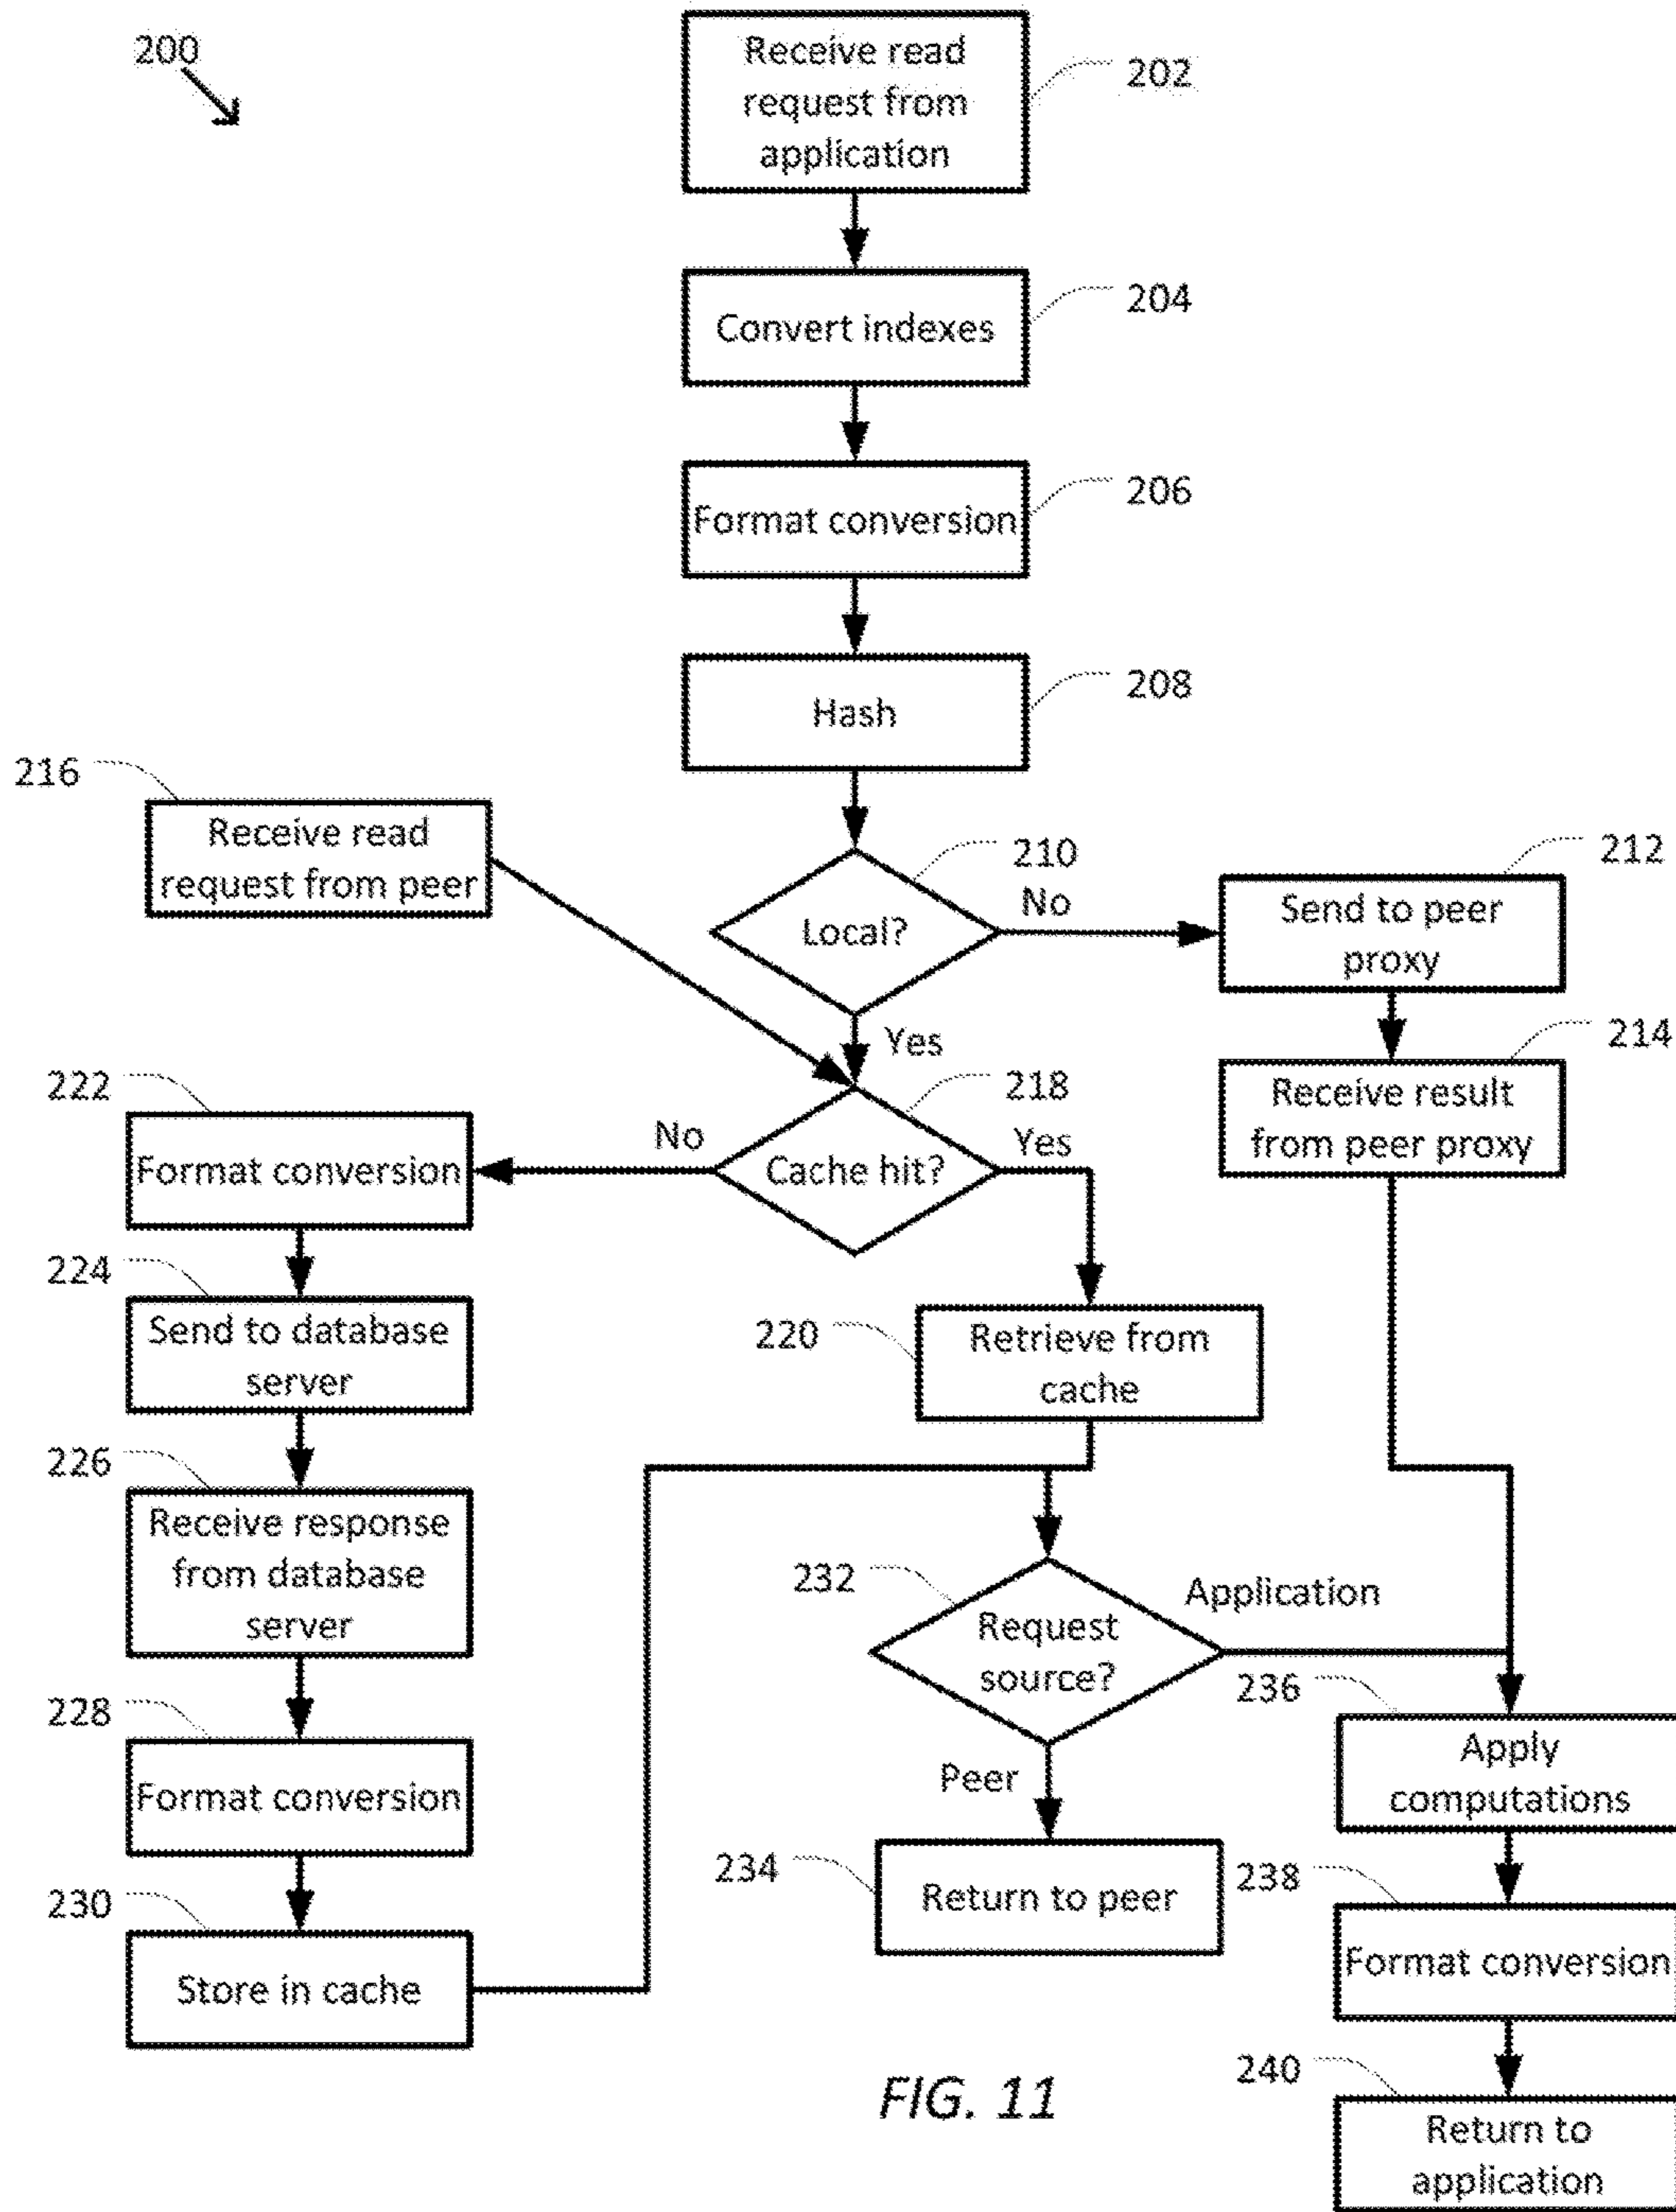 200
Receive read
request from
application
202
Convert indexes
204
Format conversion
206
Hash
208
216
Receive read
request from peer
210
Local?
No
Yes
212
Send to peer
proxy
214
Receive result
from peer proxy
218
Cache hit?
No
Yes
222
Format conversion
224
Send to database
server
220
Retrieve from
cache
226
Receive response
from database
server
232
Request
source?
Application
Peer
228
Format conversion
236
Apply
computations
234
Return to peer
230
Store in cache
238
Format conversion
240
Return to
application
FIG. 11